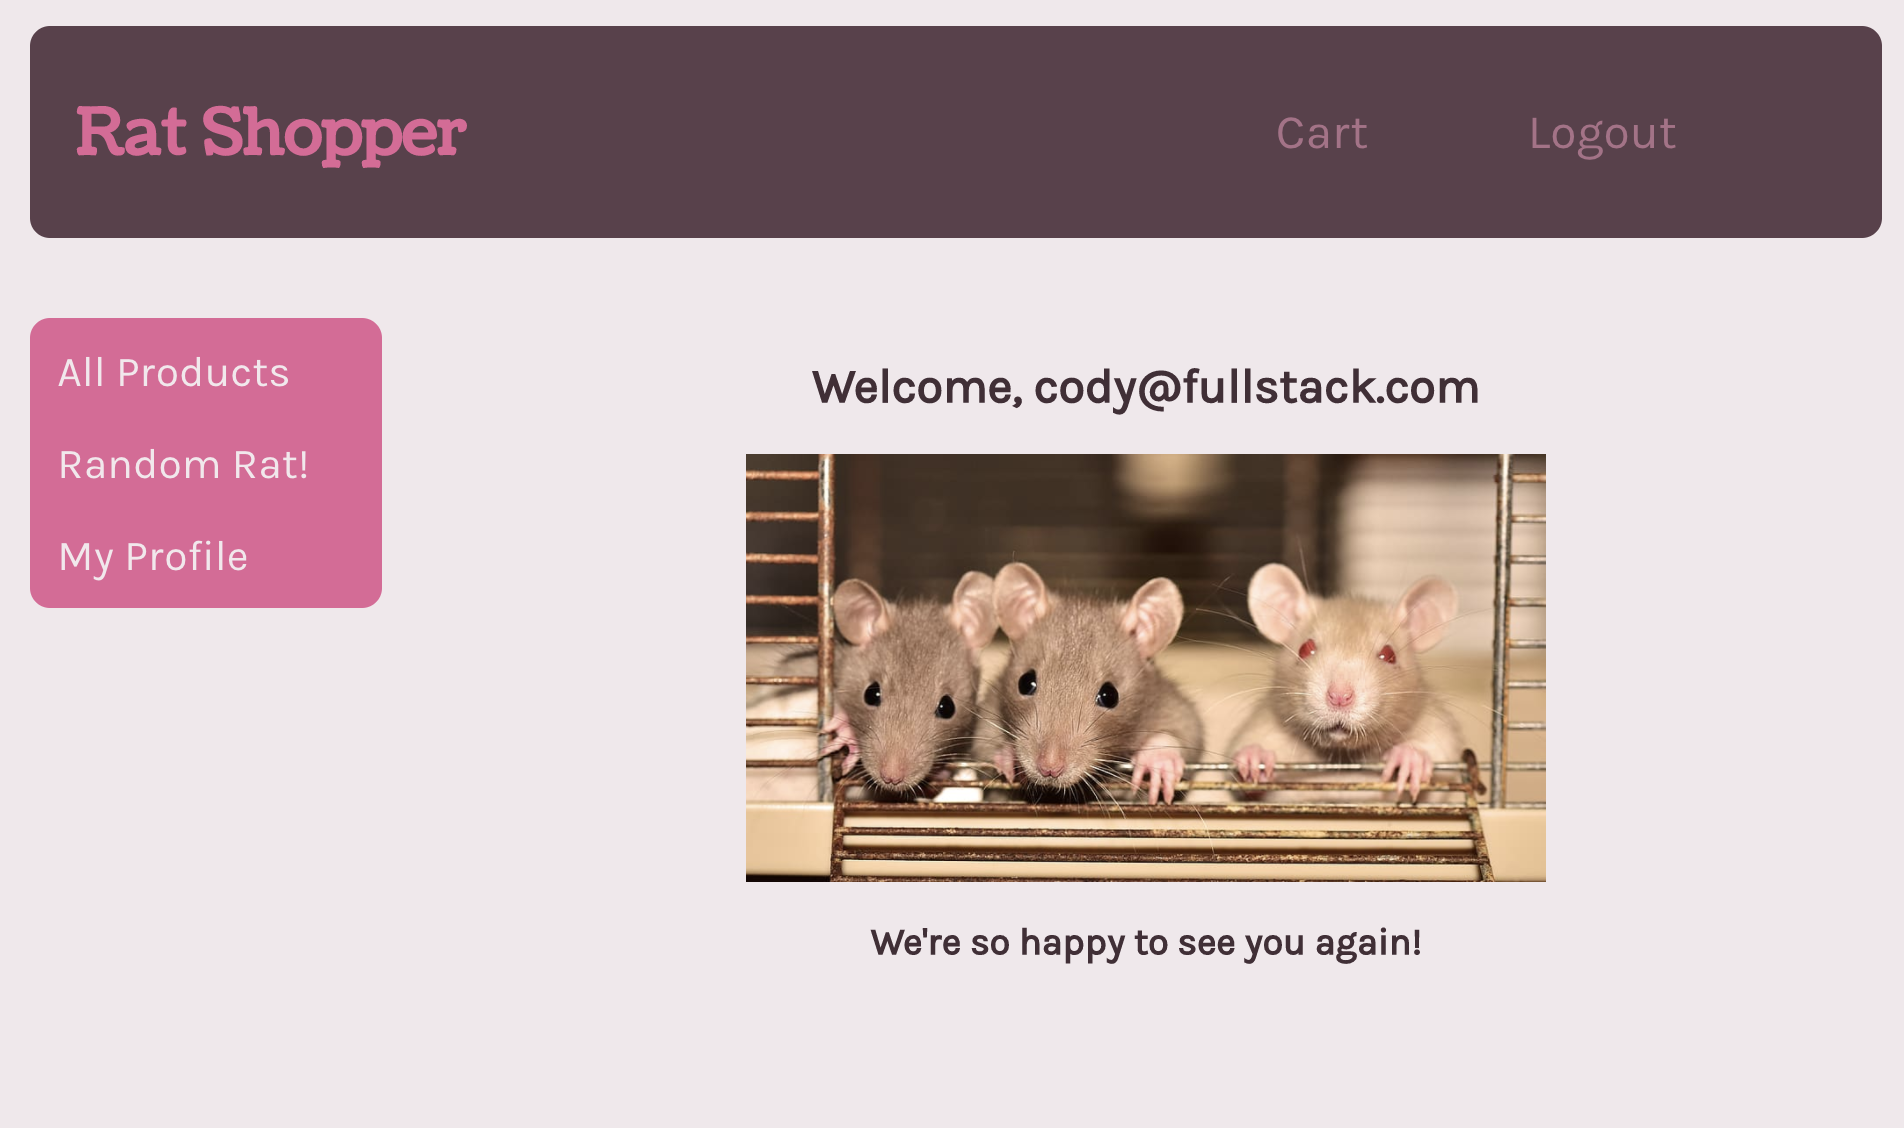 Rat Shopper
Cart
Logout
All Products
Random Rat!
My Profile
Welcome, cody@fullstack.com
We're so happy to see you again!